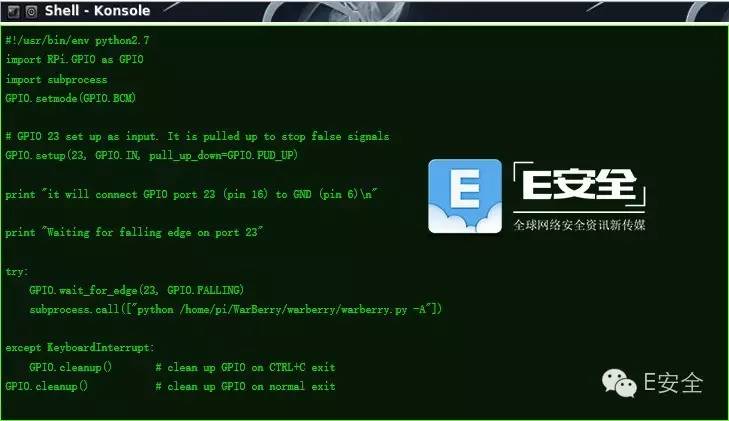 Shell - Konsole
#!/usr/bin/env python2.7
import RPi.GPIO as GPIO
import subprocess
GPIO.setmode(GPIO.BCM)
# GPIO 23 set up as input. It is pulled up to stop false signals
GPIO.setup(23, GPIO.IN, pull_up_down=GPIO.PUD_UP)
print "it will connect GPIO port 23 (pin 16) to GND (pin 6)\n"
print "Waiting for falling edge on port 23"
try:
    GPIO.wait_for_edge(23, GPIO.FALLING)
    subprocess.call(["python /home/pi/WarBerry/warberry/warberry.py -A"])
except KeyboardInterrupt:
    GPIO.cleanup()       # clean up GPIO on CTRL+C exit
GPIO.cleanup()           # clean up GPIO on normal exit
E
「E安全」
全球网络安全资讯新传媒
E安全